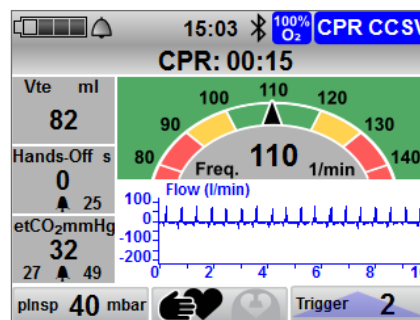 15:03 100% O₂ CPR CCSV
CPR: 00:15
Vte ml
82
Hands-Off s
0
25
etCO₂mmHg
32
27 49
80 90 100 110 120 130 140
Freq. 110 1/min
Flow (l/min)
100
0
-100
-200
0 2 4 6 8 10
pInsp 40 mbar
Trigger 2